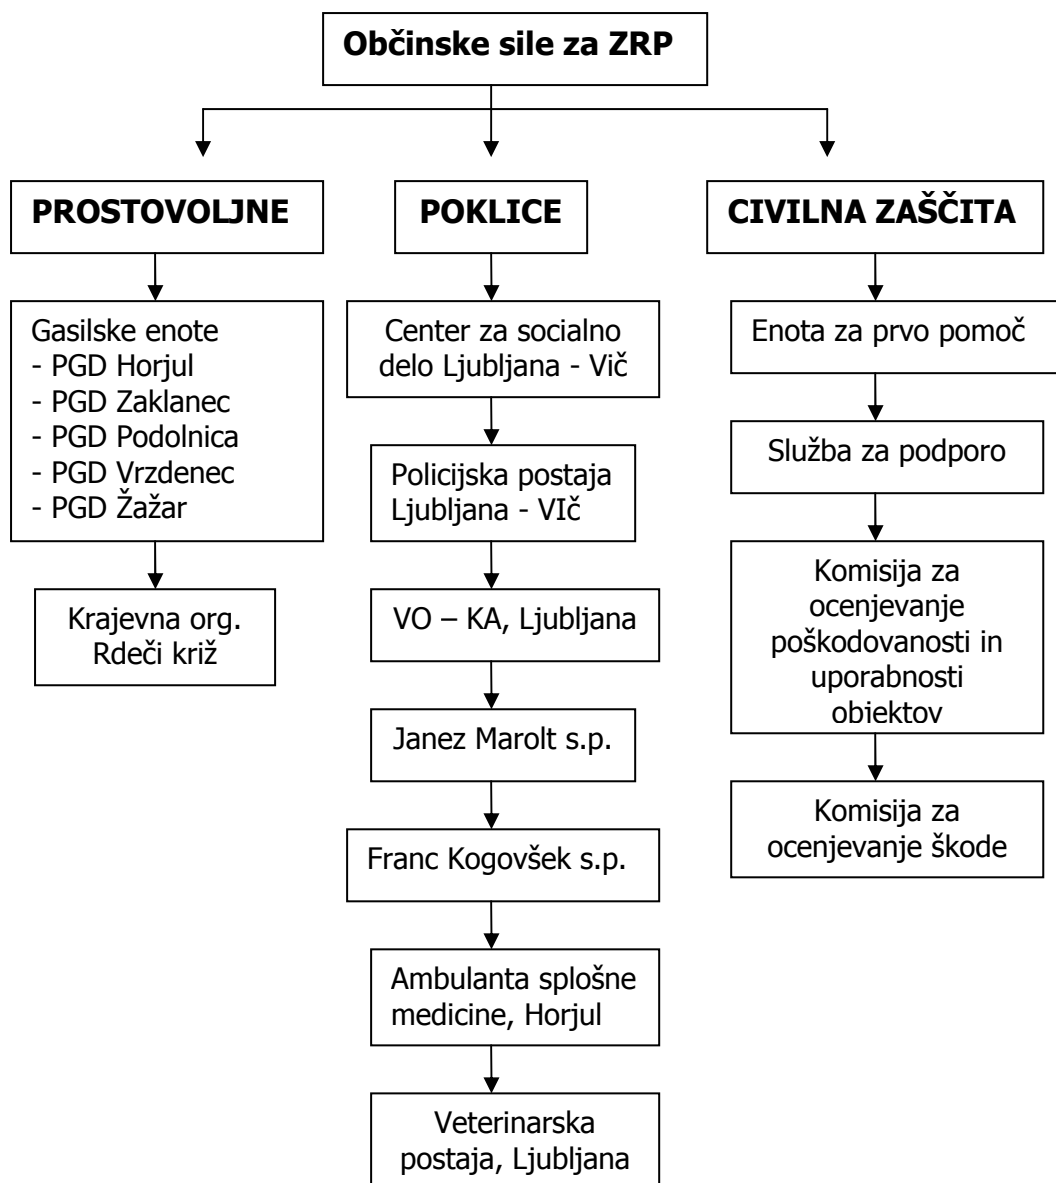 Občinske sile za ZRP
PROSTOVOLJNE
Gasilske enote
- PGD Horjul
- PGD Zaklanec
- PGD Podolnica
- PGD Vrzdenec
- PGD Žažar
Krajevna org.
Rdeči križ
POKLICE
Center za socialno
delo Ljubljana - Vič
Policijska postaja
Ljubljana - VIč
VO – KA, Ljubljana
Janez Marolt s.p.
Franc Kogovšek s.p.
Ambulanta splošne
medicine, Horjul
Veterinarska
postaja, Ljubljana
CIVILNA ZAŠČITA
Enota za prvo pomoč
Služba za podporo
Komisija za
ocenjevanje
poškodovanosti in
uporabnosti
objektov
Komisija za
ocenjevanje škode